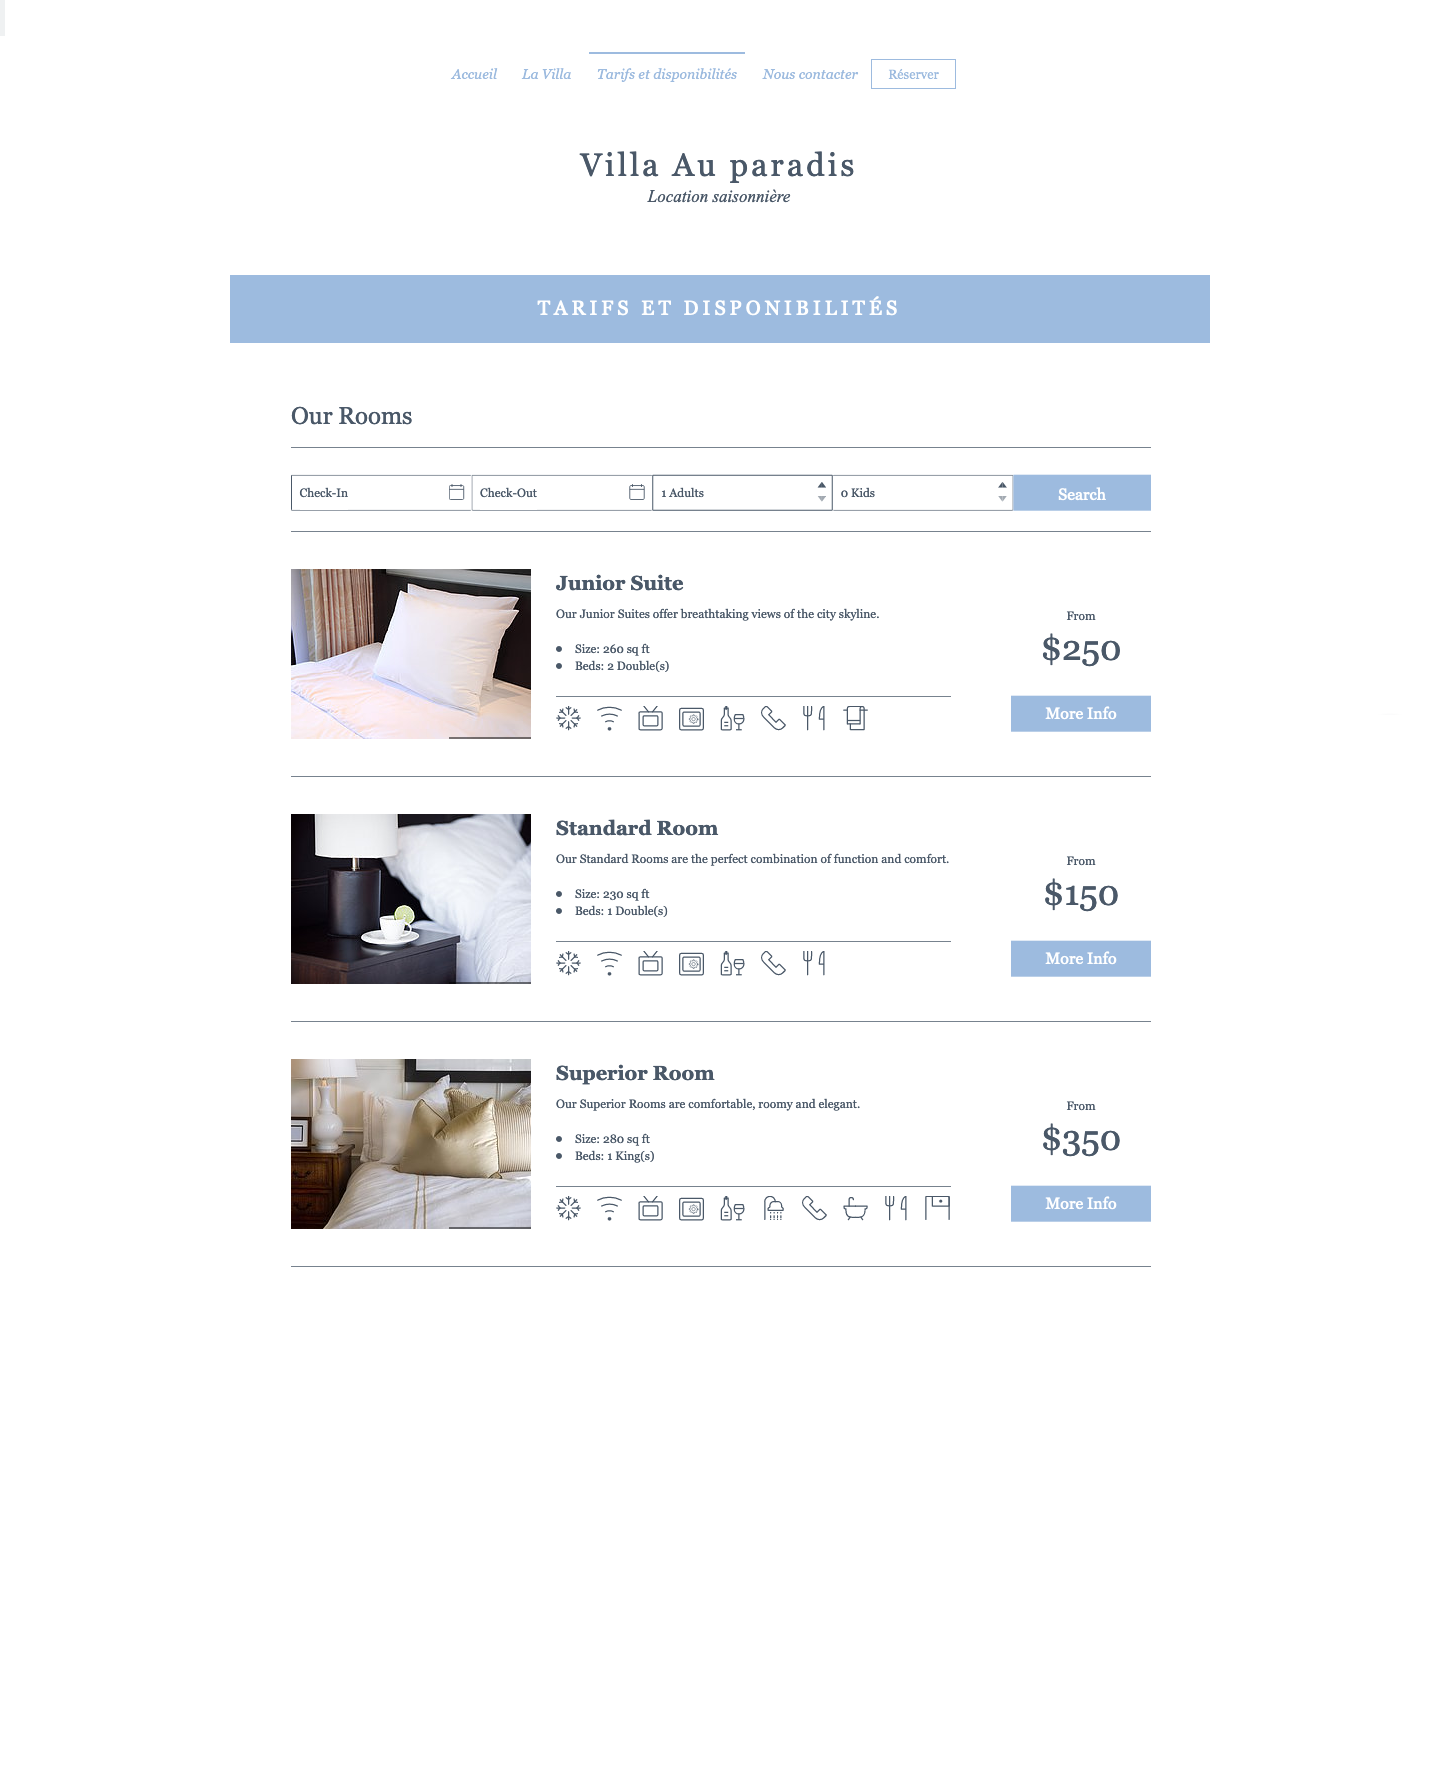 Accueil La Villa Tarifs et disponibilités Nous contacter Réserver
Villa Au paradis
Location saisonnière
TARIFS ET DISPONIBILITÉS
Our Rooms
Check-In Check-Out 1 Adults 0 Kids Search
Junior Suite
Our Junior Suites offer breathtaking views of the city skyline.
Size: 260 sq ft
Beds: 2 Double(s)
From
$250
More Info
Standard Room
Our Standard Rooms are the perfect combination of function and comfort.
Size: 230 sq ft
Beds: 1 Double(s)
From
$150
More Info
Superior Room
Our Superior Rooms are comfortable, roomy and elegant.
Size: 280 sq ft
Beds: 1 King(s)
From
$350
More Info